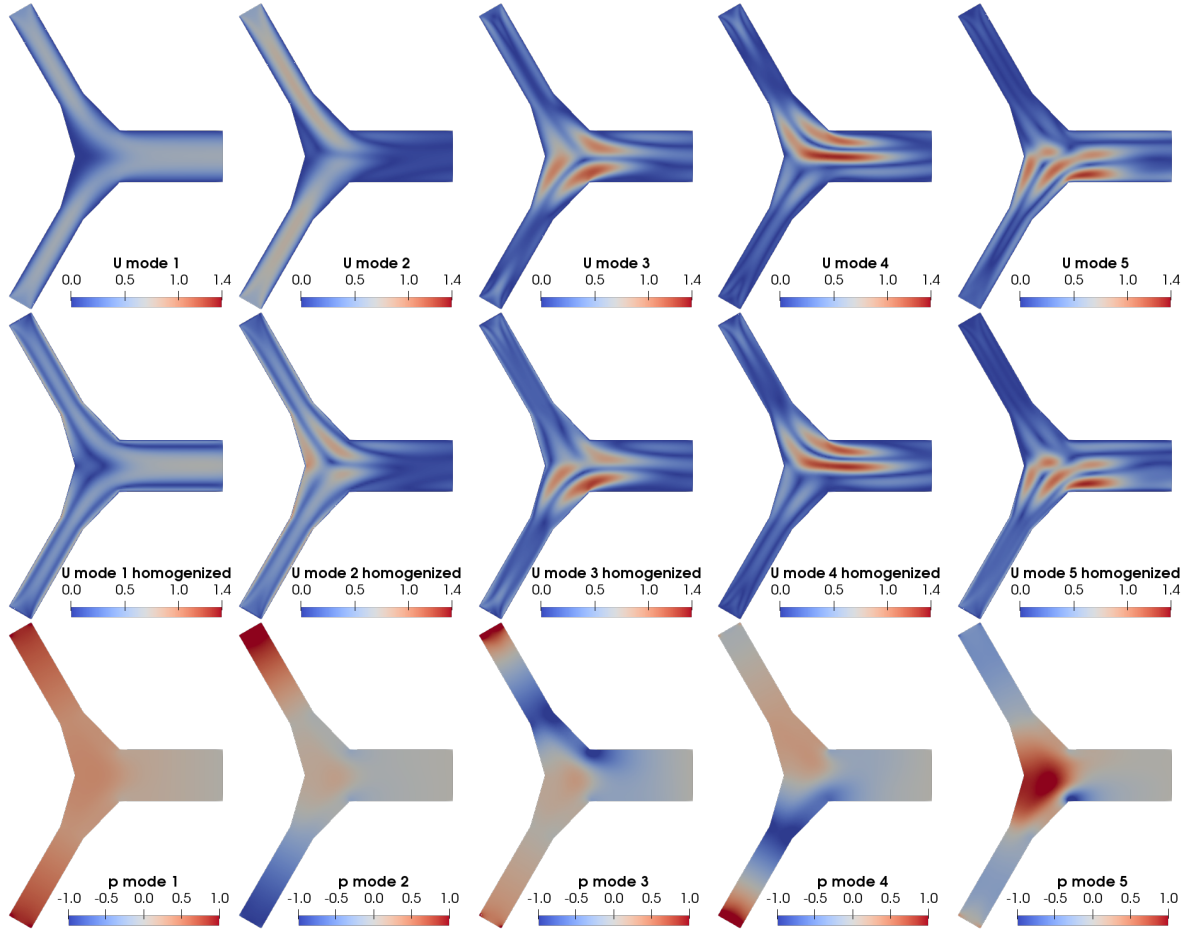 U mode 1
0.0 0.5 1.0 1.4
U mode 2
0.0 0.5 1.0 1.4
U mode 3
0.0 0.5 1.0 1.4
U mode 4
0.0 0.5 1.0 1.4
U mode 5
0.0 0.5 1.0 1.4
U mode 1 homogenized
0.0 0.5 1.0 1.4
U mode 2 homogenized
0.0 0.5 1.0 1.4
U mode 3 homogenized
0.0 0.5 1.0 1.4
U mode 4 homogenized
0.0 0.5 1.0 1.4
U mode 5 homogenized
0.0 0.5 1.0 1.4
p mode 1
-1.0 -0.5 0.0 0.5 1.0
p mode 2
-1.0 -0.5 0.0 0.5 1.0
p mode 3
-1.0 -0.5 0.0 0.5 1.0
p mode 4
-1.0 -0.5 0.0 0.5 1.0
p mode 5
-1.0 -0.5 0.0 0.5 1.0